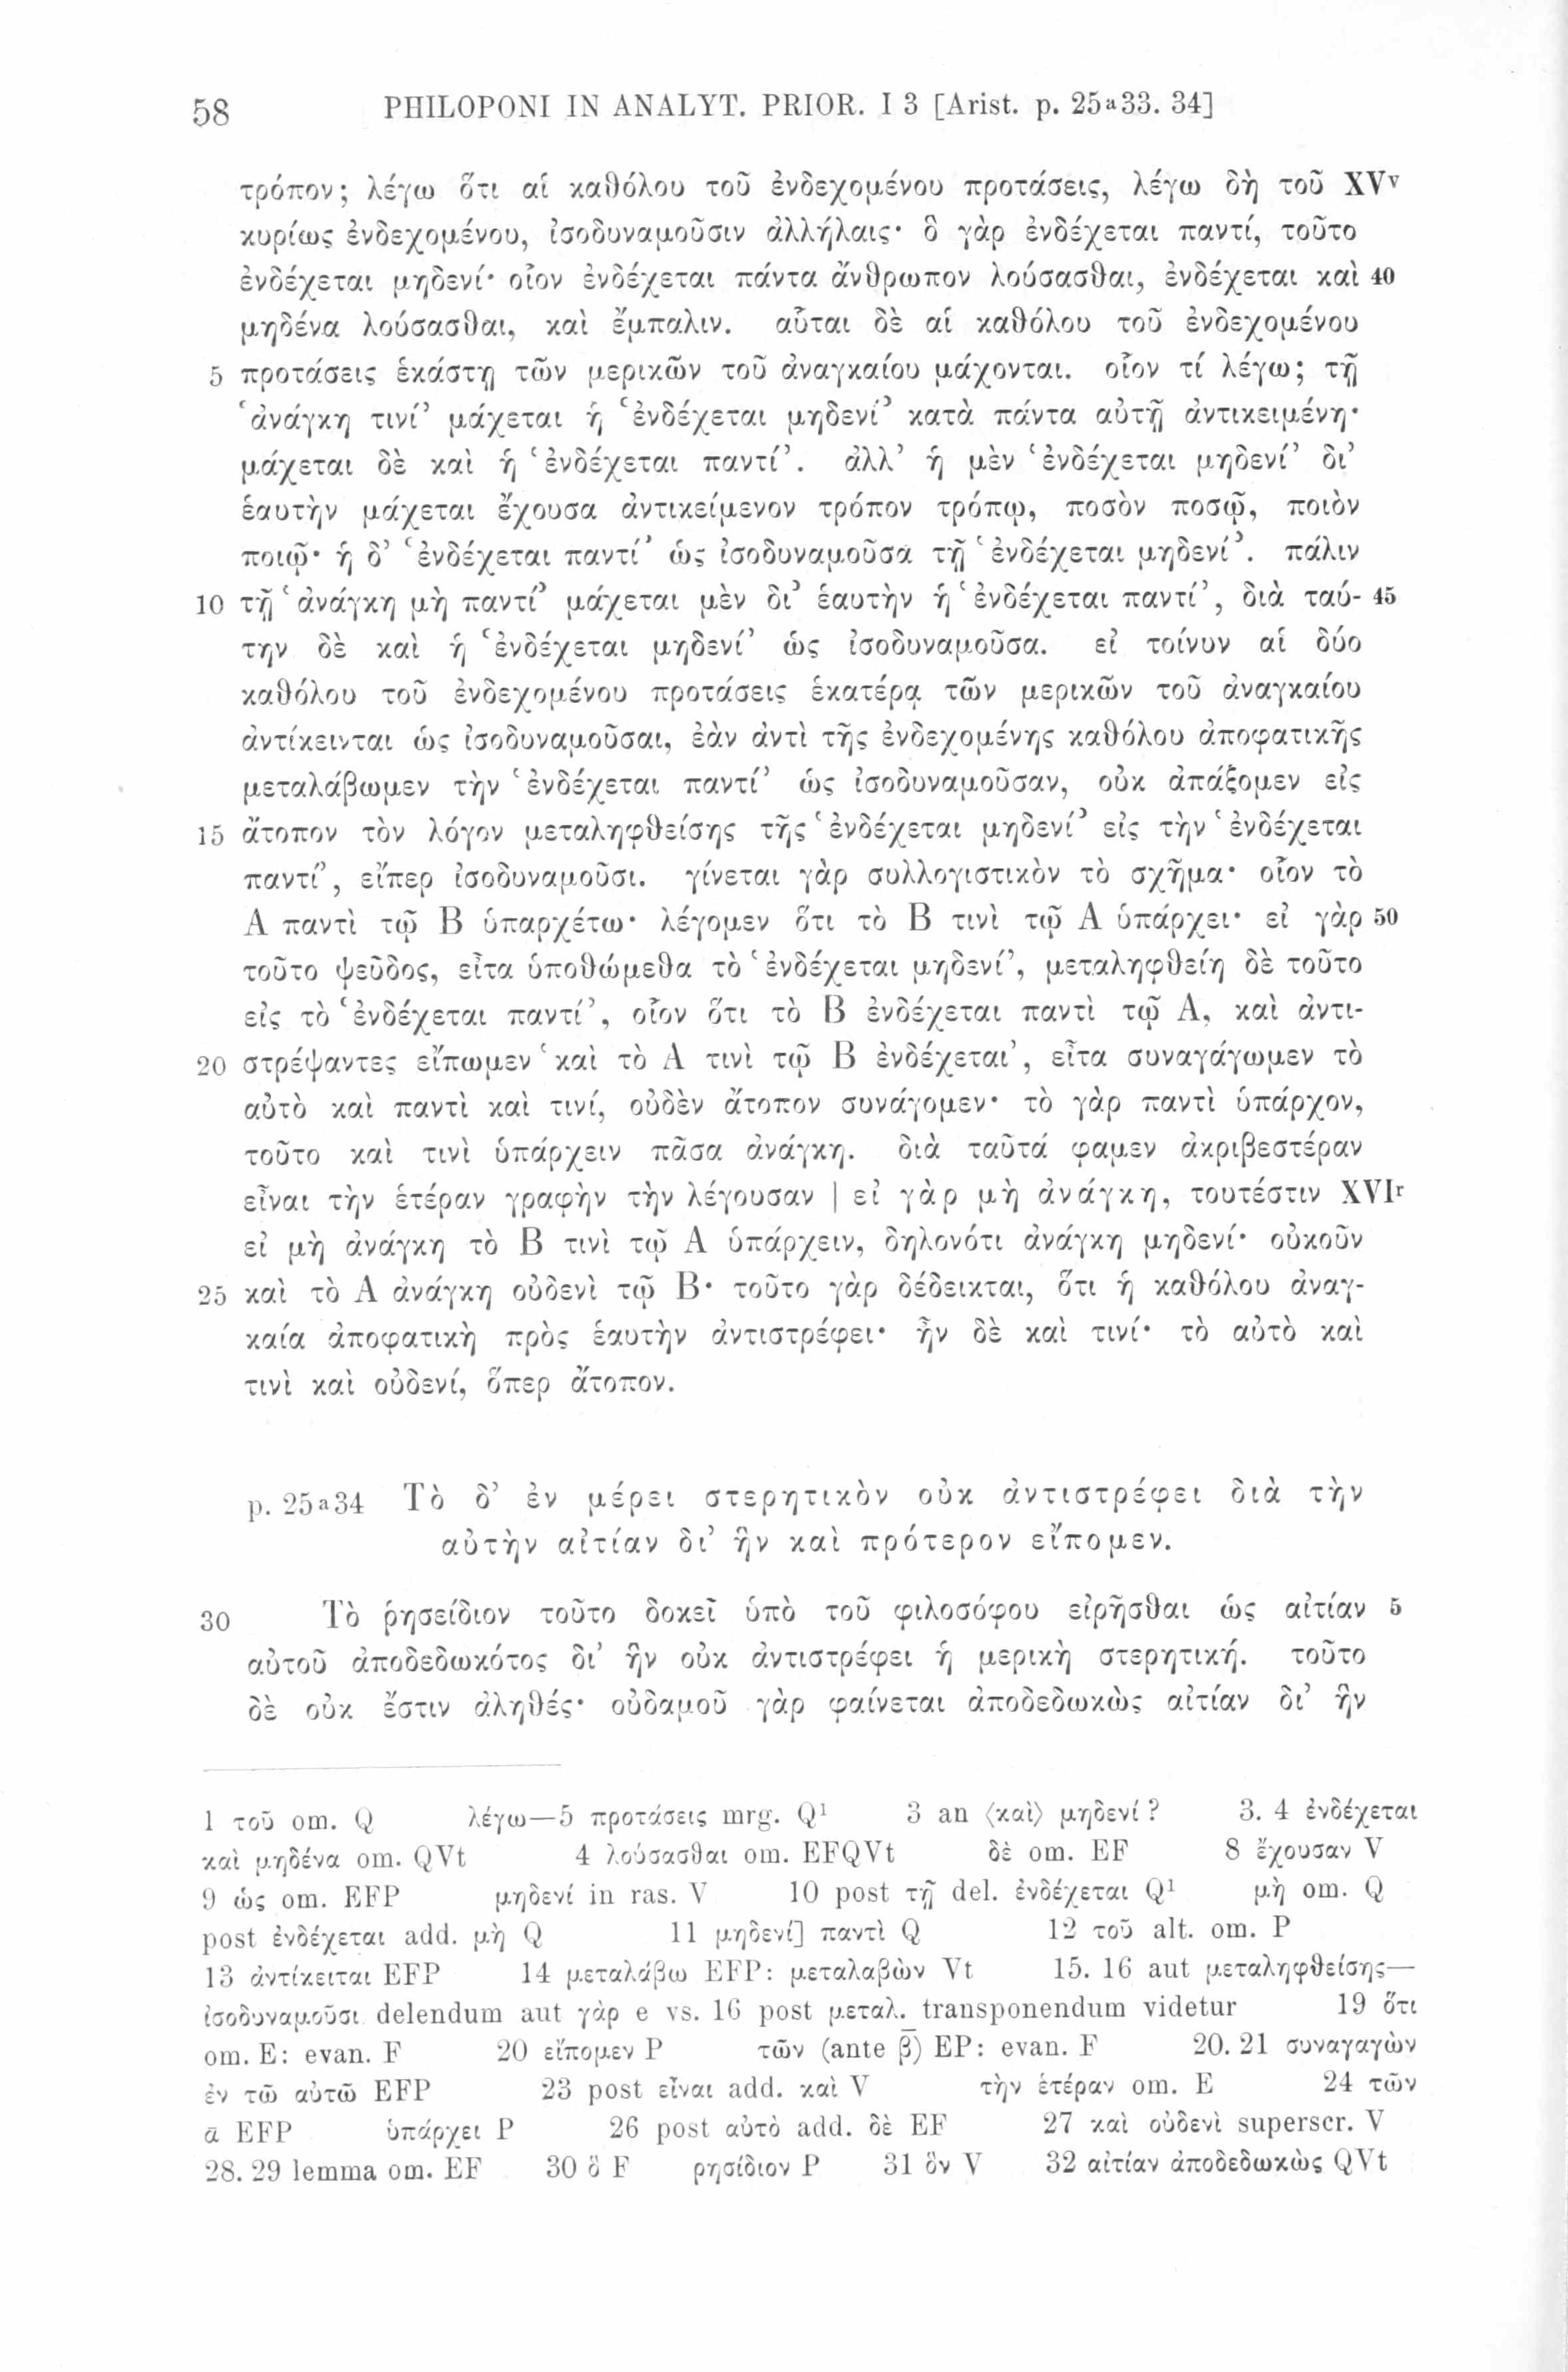 58 PHILOPONI IN ANALYT. PRIOR. I 3 [Arist. p. 25ª33. 34]
τρόπον; λέγω ὅτι αἱ καθόλου τοῦ ἐνδεχομένου προτάσεις, λέγω δὴ τοῦ XVᵛ
κυρίως ἐνδεχομένου, ἰσοδυναμοῦσιν ἀλλήλαις· ὃ γὰρ ἐνδέχεται παντί, τοῦτο
ἐνδέχεται μηδενί· οἷον ἐνδέχεται πάντα ἄνθρωπον λούσασθαι, ἐνδέχεται καὶ 40
μηδένα λούσασθαι, καὶ ἔμπαλιν. αὗται δὲ αἱ καθόλου τοῦ ἐνδεχομένου
5 προτάσεις ἑκάστῃ τῶν μερικῶν τοῦ ἀναγκαίου μάχονται. οἷον τί λέγω; τῇ
‘ἀνάγκη τινί’ μάχεται ἡ ‘ἐνδέχεται μηδενί’ κατὰ πάντα αὐτῇ ἀντικειμένη·
μάχεται δὲ καὶ ἡ ‘ἐνδέχεται παντί’. ἀλλ’ ἡ μὲν ‘ἐνδέχεται μηδενί’ δι’
ἑαυτὴν μάχεται ἔχουσα ἀντικείμενον τρόπον τρόπῳ, ποσὸν ποσῷ, ποιὸν
ποιῷ· ἡ δ’ ‘ἐνδέχεται παντί’ ὡς ἰσοδυναμοῦσα τῇ ‘ἐνδέχεται μηδενί’. πάλιν
10 τῇ ‘ἀνάγκη μὴ παντί’ μάχεται μὲν δι’ ἑαυτὴν ἡ ‘ἐνδέχεται παντί’, διὰ ταύ- 45
την δὲ καὶ ἡ ‘ἐνδέχεται μηδενί’ ὡς ἰσοδυναμοῦσα. εἰ τοίνυν αἱ δύο
καθόλου τοῦ ἐνδεχομένου προτάσεις ἑκατέρᾳ τῶν μερικῶν τοῦ ἀναγκαίου
ἀντίκεινται ὡς ἰσοδυναμοῦσαι, ἐὰν ἀντὶ τῆς ἐνδεχομένης καθόλου ἀποφατικῆς
μεταλάβωμεν τὴν ‘ἐνδέχεται παντί’ ὡς ἰσοδυναμοῦσαν, οὐκ ἀπάξομεν εἰς
15 ἄτοπον τὸν λόγον μεταληφθείσης τῆς ‘ἐνδέχεται μηδενί’ εἰς τὴν ‘ἐνδέχεται
παντί’, εἴπερ ἰσοδυναμοῦσι. γίνεται γὰρ συλλογιστικὸν τὸ σχῆμα· οἷον τὸ
Α παντὶ τῷ Β ὑπαρχέτω· λέγομεν ὅτι τὸ Β τινὶ τῷ Α ὑπάρχει· εἰ γὰρ 50
τοῦτο ψεῦδος, εἶτα ὑποθώμεθα τὸ ‘ἐνδέχεται μηδενί’, μεταληφθείη δὲ τοῦτο
εἰς τὸ ‘ἐνδέχεται παντί’, οἷον ὅτι τὸ Β ἐνδέχεται παντὶ τῷ Α, καὶ ἀντι-
20 στρέψαντες εἴπωμεν ‘καὶ τὸ Α τινὶ τῷ Β ἐνδέχεται’, εἶτα συναγάγωμεν τὸ
αὐτὸ καὶ παντὶ καὶ τινί, οὐδὲν ἄτοπον συνάγομεν· τὸ γὰρ παντὶ ὑπάρχον,
τοῦτο καὶ τινὶ ὑπάρχειν πᾶσα ἀνάγκη. διὰ ταῦτά φαμεν ἀκριβεστέραν
εἶναι τὴν ἑτέραν γραφὴν τὴν λέγουσαν | εἰ γὰρ μὴ ἀνάγκη, τουτέστιν XVIʳ
εἰ μὴ ἀνάγκη τὸ Β τινὶ τῷ Α ὑπάρχειν, δηλονότι ἀνάγκη μηδενί· οὐκοῦν
25 καὶ τὸ Α ἀνάγκη οὐδενὶ τῷ Β· τοῦτο γὰρ δέδεικται, ὅτι ἡ καθόλου ἀναγ-
καία ἀποφατικὴ πρὸς ἑαυτὴν ἀντιστρέφει· ἦν δὲ καὶ τινί· τὸ αὐτὸ καὶ
τινὶ καὶ οὐδενί, ὅπερ ἄτοπον.
p. 25ª34 Τὸ δ’ ἐν μέρει στερητικὸν οὐκ ἀντιστρέφει διὰ τὴν
αὐτὴν αἰτίαν δι’ ἣν καὶ πρότερον εἴπομεν.
30 Τὸ ῥησείδιον τοῦτο δοκεῖ ὑπὸ τοῦ φιλοσόφου εἰρῆσθαι ὡς αἰτίαν 5
αὐτοῦ ἀποδεδωκότος δι’ ἣν οὐκ ἀντιστρέφει ἡ μερικὴ στερητική. τοῦτο
δὲ οὐκ ἔστιν ἀληθές· οὐδαμοῦ γὰρ φαίνεται ἀποδεδωκὼς αἰτίαν δι’ ἣν
1 τοῦ om. Q λέγω—5 προτάσεις mrg. Q¹ 3 an ⟨καὶ⟩ μηδενί? 3. 4 ἐνδέχεται
καὶ μηδένα om. QVt 4 λούσασθαι om. EFQVt δὲ om. EF 8 ἔχουσαν V
9 ὡς om. EFP μηδενί in ras. V 10 post τῇ del. ἐνδέχεται Q¹ μὴ om. Q
post ἐνδέχεται add. μὴ Q 11 μηδενί] παντὶ Q 12 τοῦ alt. om. P
13 ἀντίκειται EFP 14 μεταλάβω EFP: μεταλαβὼν Vt 15. 16 aut μεταληφθείσης—
ἰσοδυναμοῦσι delendum aut γὰρ e vs. 16 post μεταλ. transponendum videtur 19 ὅτι
om. E: evan. F 20 εἴπομεν P τῶν (ante β̄) EP: evan. F 20. 21 συναγαγὼν
ἐν τῶ αὐτῶ EFP 23 post εἶναι add. καὶ V τὴν ἑτέραν om. E 24 τῶν
ᾱ EFP ὑπάρχει P 26 post αὐτὸ add. δὲ EF 27 καὶ οὐδενὶ superscr. V
28. 29 lemma om. EF 30 ὃ F ρησίδιον P 31 ὃν V 32 αἰτίαν ἀποδεδωκὼς QVt